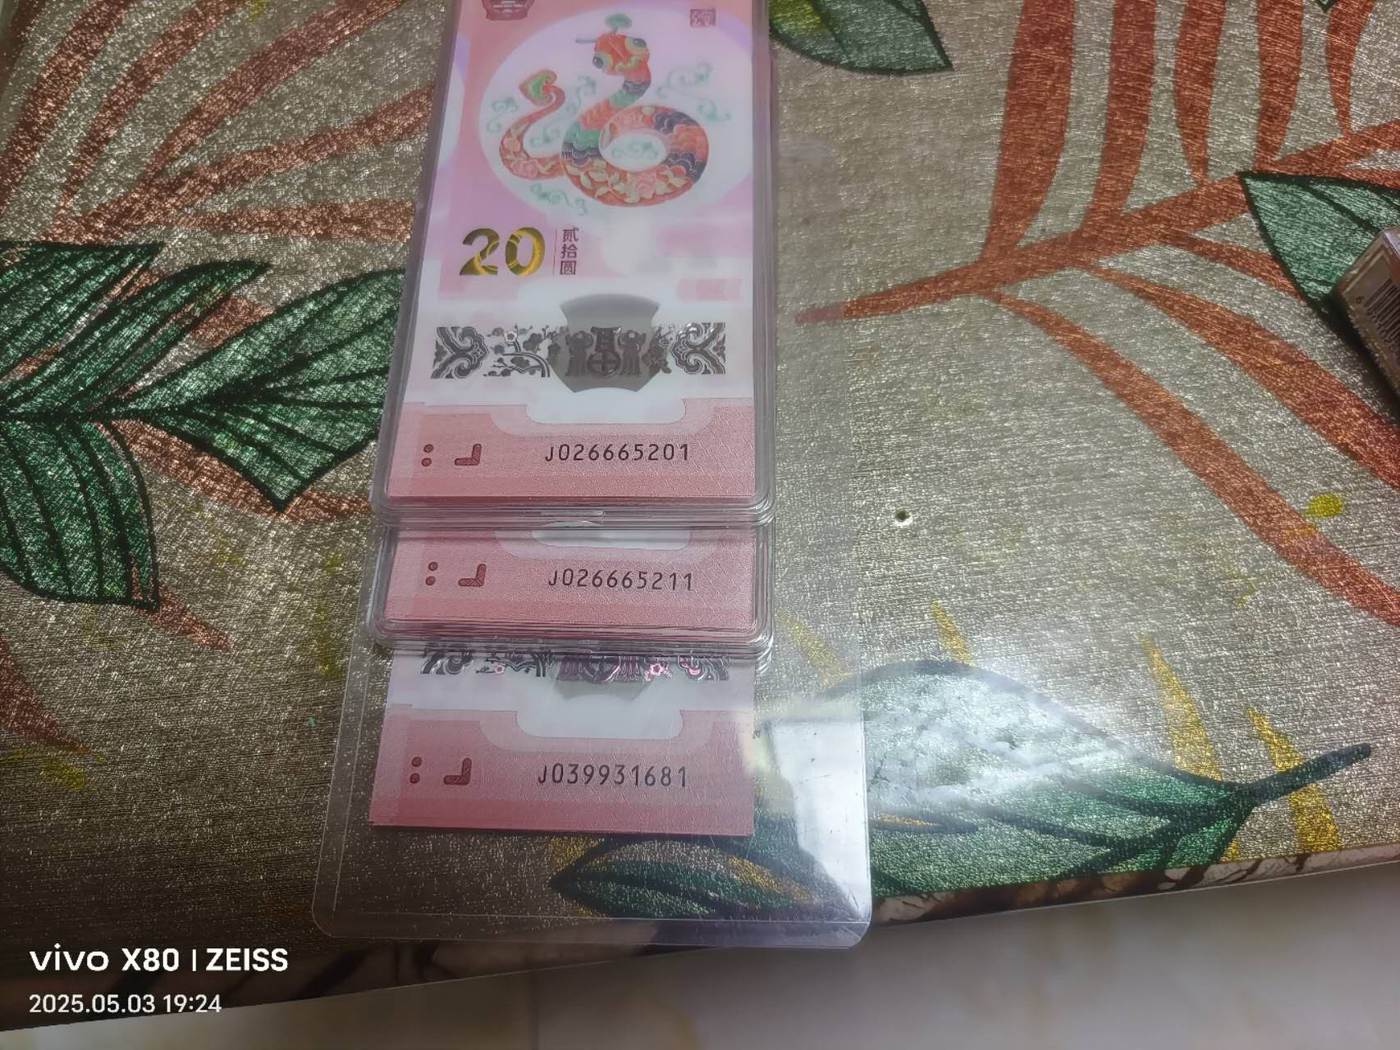 20
贰
拾
圆
J026665201
J026665211
J039931681
vivo X80 | ZEISS
2025.05.03 19:24